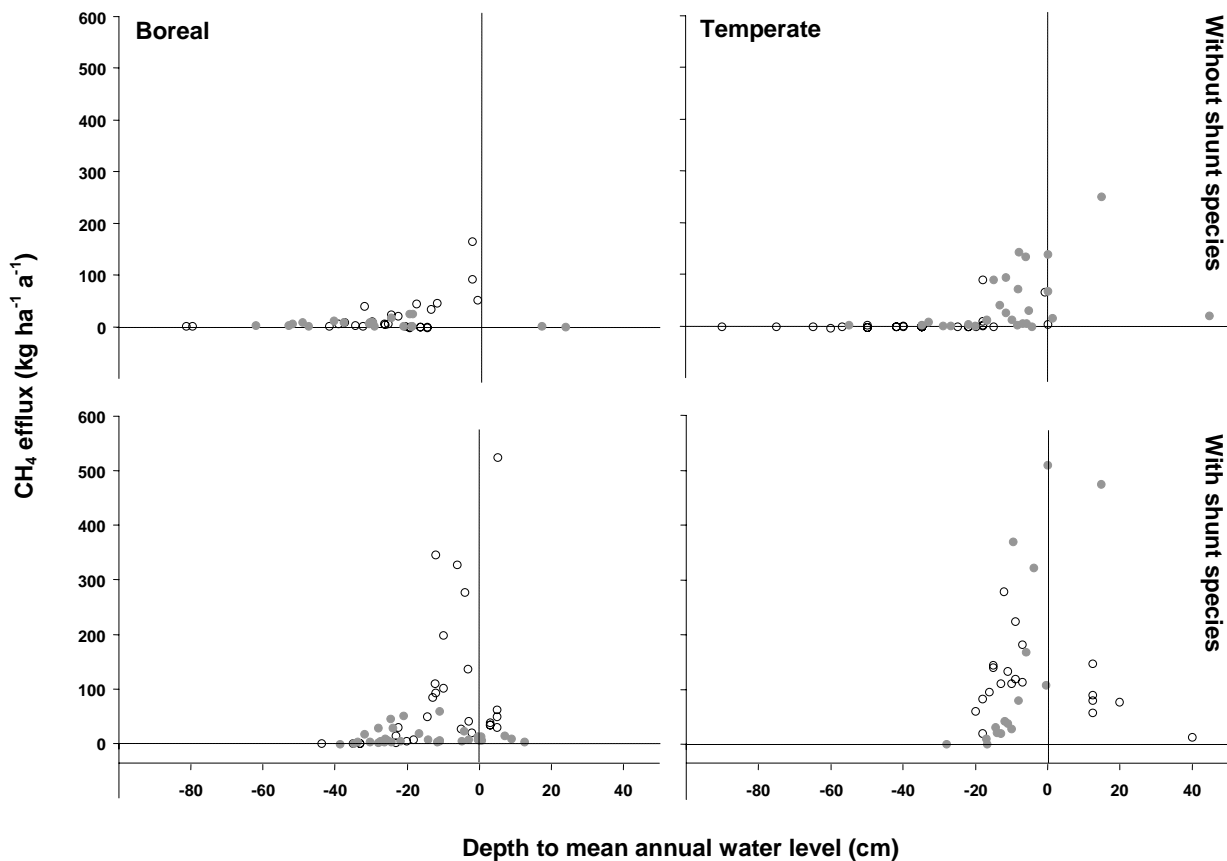 Boreal
Temperate
Without shunt species
600
500
400
300
200
100
0
CH₄ efflux (kg ha⁻¹ a⁻¹)
With shunt species
600
500
400
300
200
100
0
-80 -60 -40 -20 0 20 40
-80 -60 -40 -20 0 20 40
Depth to mean annual water level (cm)